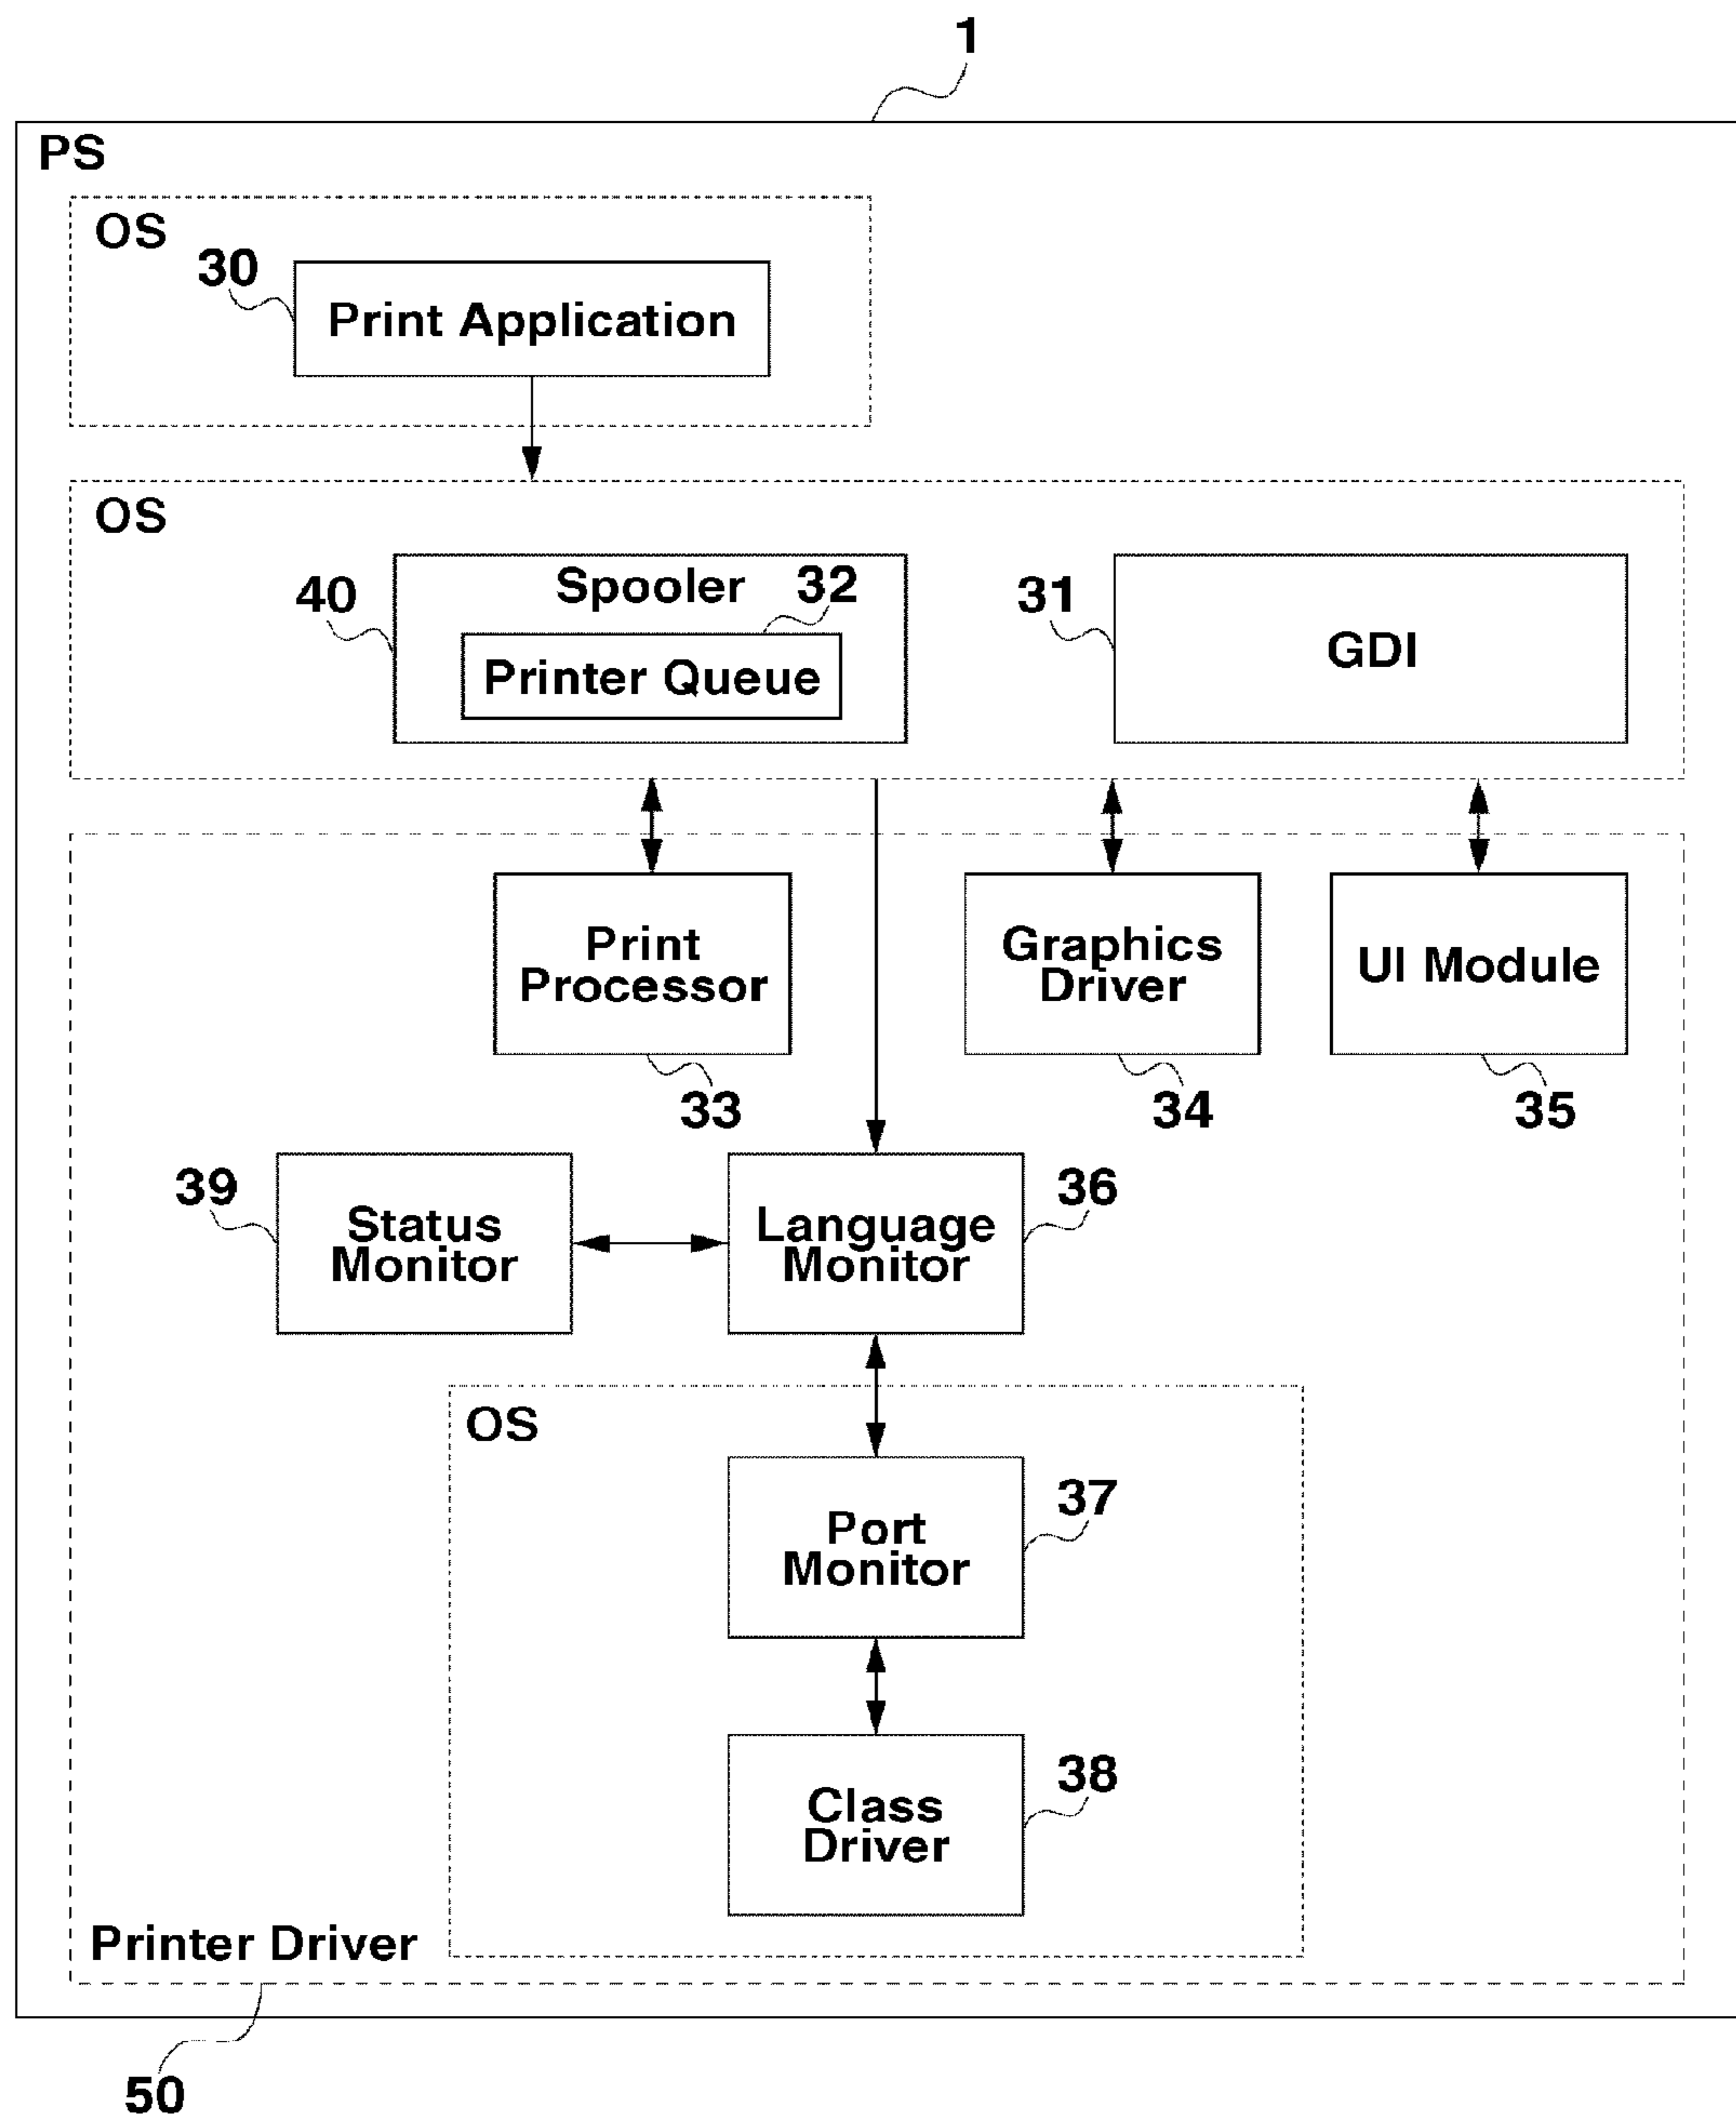 1
PS
OS
30
Print Application
OS
40
Spooler
32
Printer Queue
31
GDI
Print
Processor
33
Graphics
Driver
34
UI Module
35
39
Status
Monitor
Language
Monitor
36
OS
Port
Monitor
37
Class
Driver
38
Printer Driver
50